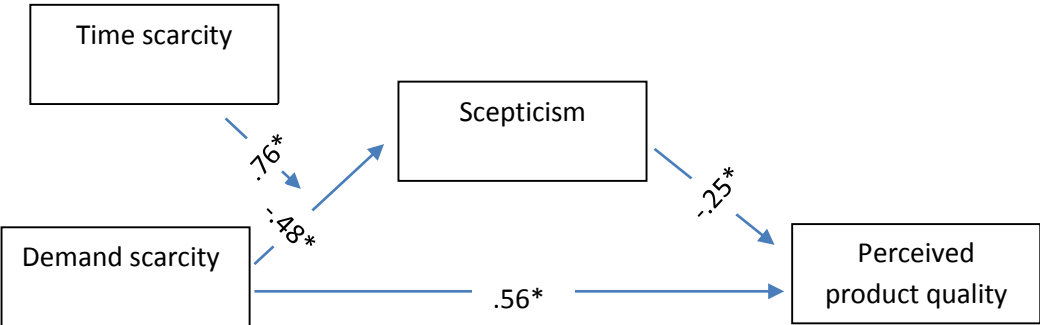 Time scarcity
Scepticism
.76*
-.48*
-.25*
Demand scarcity
Perceived
product quality
.56*